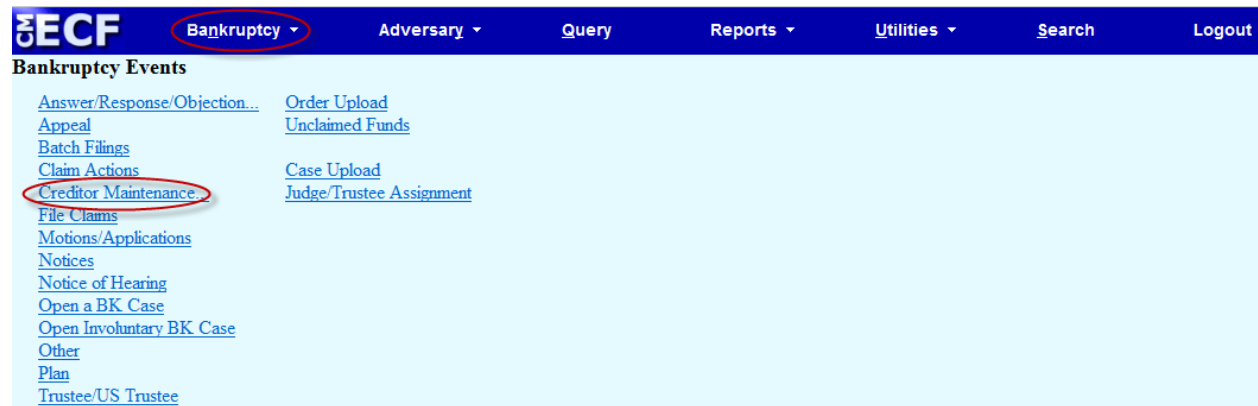 CM ECF Bankruptcy Adversary Query Reports Utilities Search Logout
Bankruptcy Events
Answer/Response/Objection... Order Upload
Appeal Unclaimed Funds
Batch Filings
Claim Actions Case Upload
Creditor Maintenance... Judge/Trustee Assignment
File Claims
Motions/Applications
Notices
Notice of Hearing
Open a BK Case
Open Involuntary BK Case
Other
Plan
Trustee/US Trustee